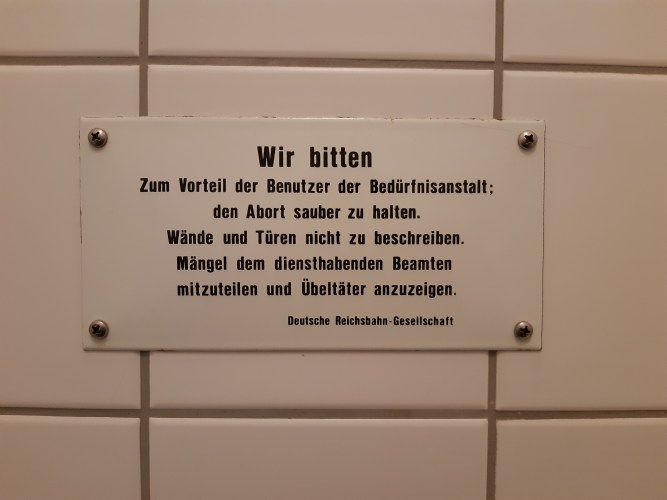 Wir bitten
Zum Vorteil der Benutzer der Bedürfnisanstalt;
den Abort sauber zu halten.
Wände und Türen nicht zu beschreiben.
Mängel dem diensthabenden Beamten
mitzuteilen und Übeltäter anzuzeigen.
Deutsche Reichsbahn-Gesellschaft